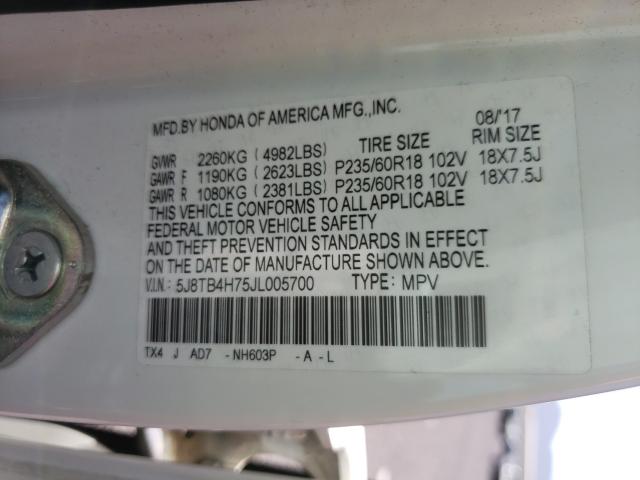 MFD.BY HONDA OF AMERICA MFG.,INC. 08/'17
TIRE SIZE RIM SIZE
GVWR 2260KG (4982LBS)
GAWR F 1190KG (2623LBS) P235/60R18 102V 18X7.5J
GAWR R 1080KG (2381LBS) P235/60R18 102V 18X7.5J
THIS VEHICLE CONFORMS TO ALL APPLICABLE
FEDERAL MOTOR VEHICLE SAFETY
AND THEFT PREVENTION STANDARDS IN EFFECT
ON DATE OF MANUFACTURE SHOWN ABOVE.
V.I.N.: 5J8TB4H75JL005700 TYPE: MPV
TX4 J AD7 - NH603P - A - L